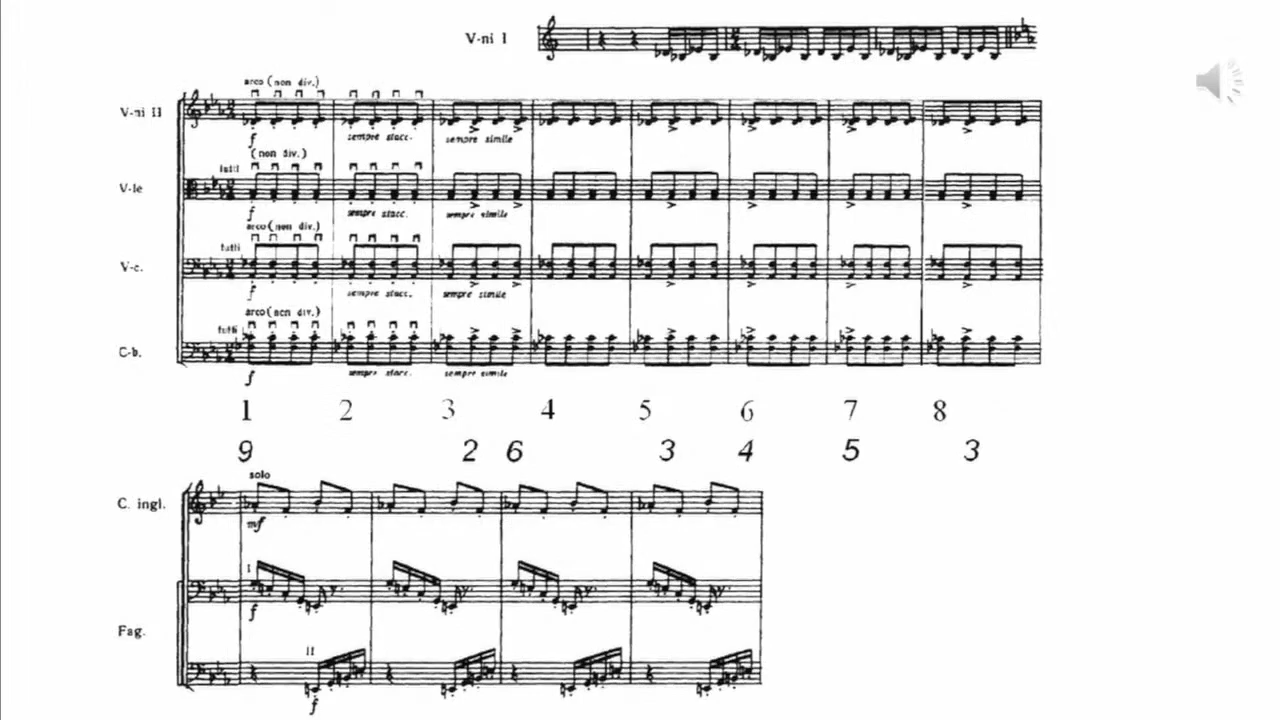 V-ni I
arco (non div.)
V-ni II
f
sempre stacc.
sempre simile
(non div.)
tutti
V-le
f
sempre stacc.
sempre simile
arco (non div.)
tutti
V-c.
f
sempre stacc.
sempre simile
arco (non div.)
tutti
C-b.
f
sempre stacc.
sempre simile
1 2 3 4 5 6 7 8
9 2 6 3 4 5 3
solo
C. ingl.
mf
I
f
Fag.
II
f